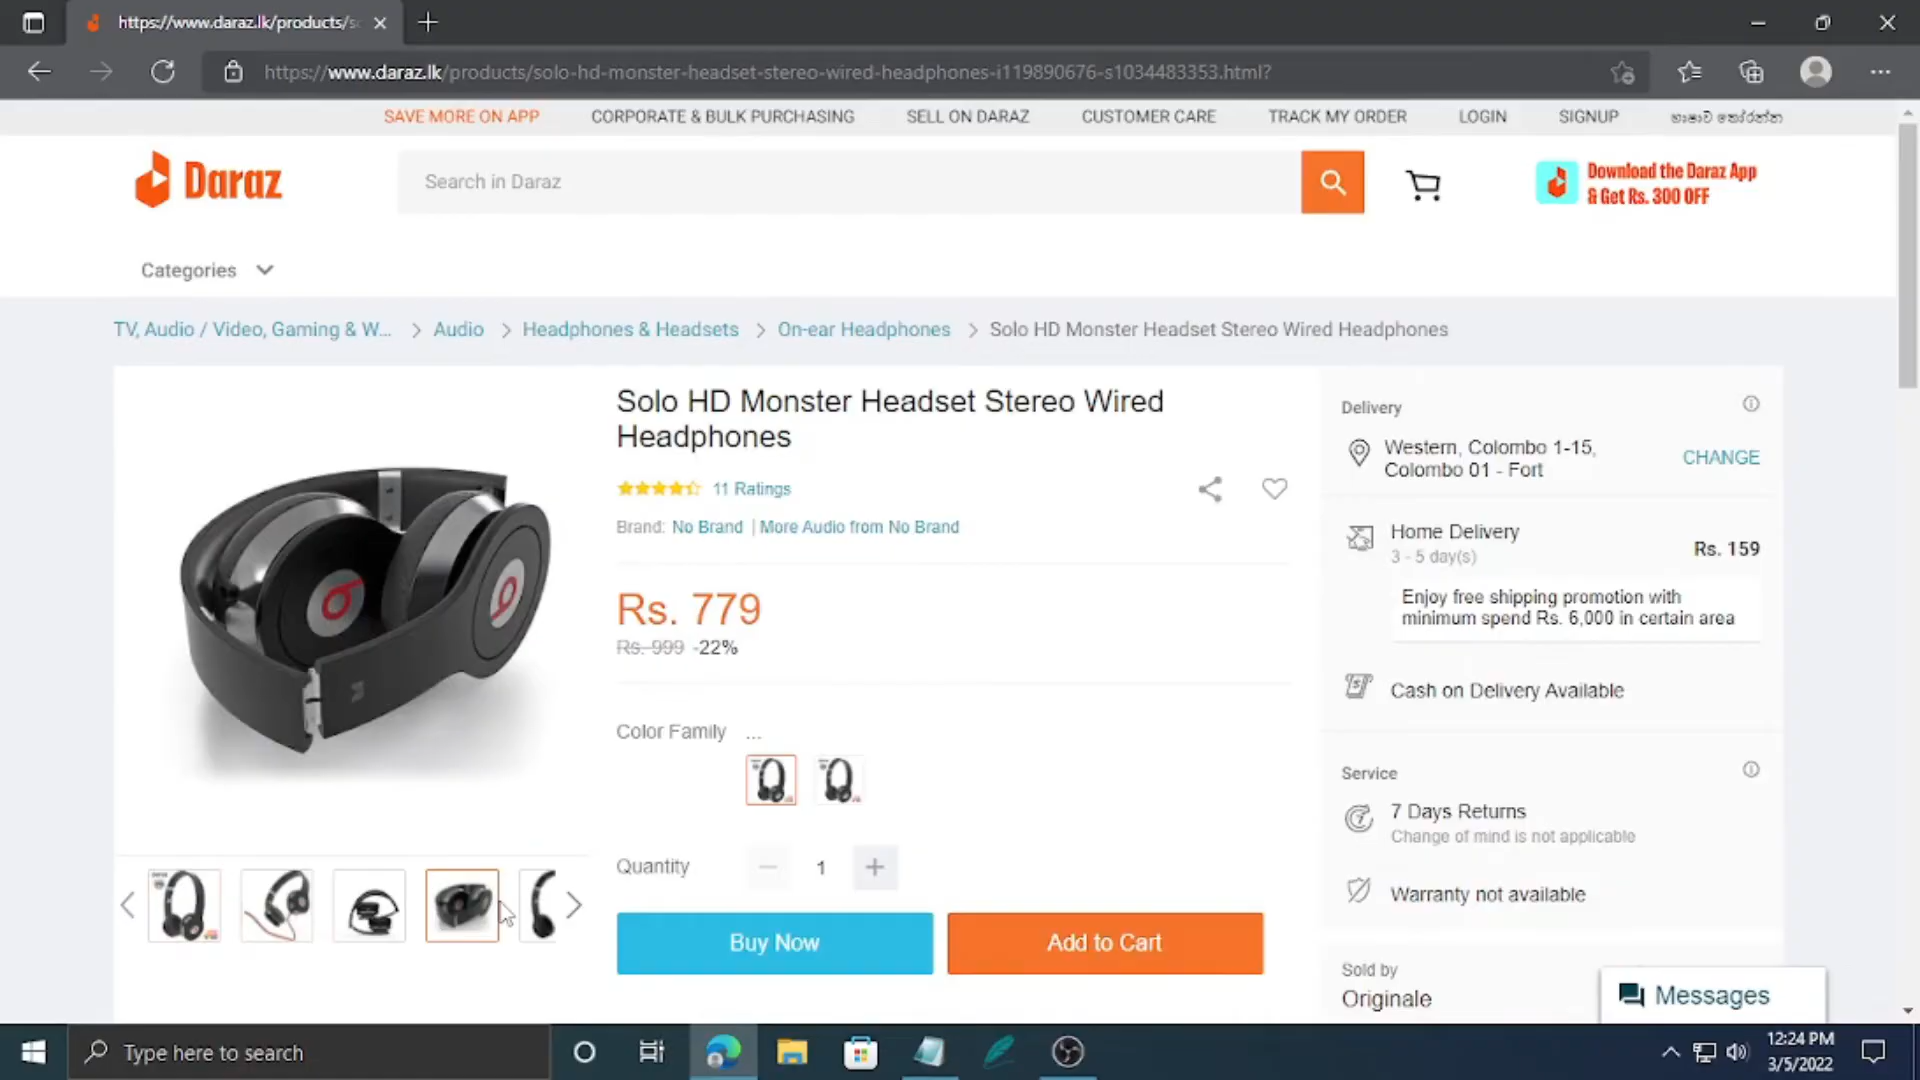 https://www.daraz.lk/products/so
https://www.daraz.lk/products/solo-hd-monster-headset-stereo-wired-headphones-i119890676-s1034483353.html?
SAVE MORE ON APP
CORPORATE & BULK PURCHASING
SELL ON DARAZ
CUSTOMER CARE
TRACK MY ORDER
LOGIN
SIGNUP
භාෂාව තෝරන්න
Daraz
Search in Daraz
Download the Daraz App
& Get Rs. 300 OFF
Categories
TV, Audio / Video, Gaming & W... > Audio > Headphones & Headsets > On-ear Headphones > Solo HD Monster Headset Stereo Wired Headphones
Solo HD Monster Headset Stereo Wired
Headphones
11 Ratings
Brand: No Brand | More Audio from No Brand
Rs. 779
Rs. 999 -22%
Color Family ...
Quantity 1
Buy Now
Add to Cart
Delivery
Western, Colombo 1-15,
Colombo 01 - Fort
CHANGE
Home Delivery
3 - 5 day(s)
Rs. 159
Enjoy free shipping promotion with
minimum spend Rs. 6,000 in certain area
Cash on Delivery Available
Service
7 Days Returns
Change of mind is not applicable
Warranty not available
Sold by
Originale
Messages
Type here to search
12:24 PM
3/5/2022